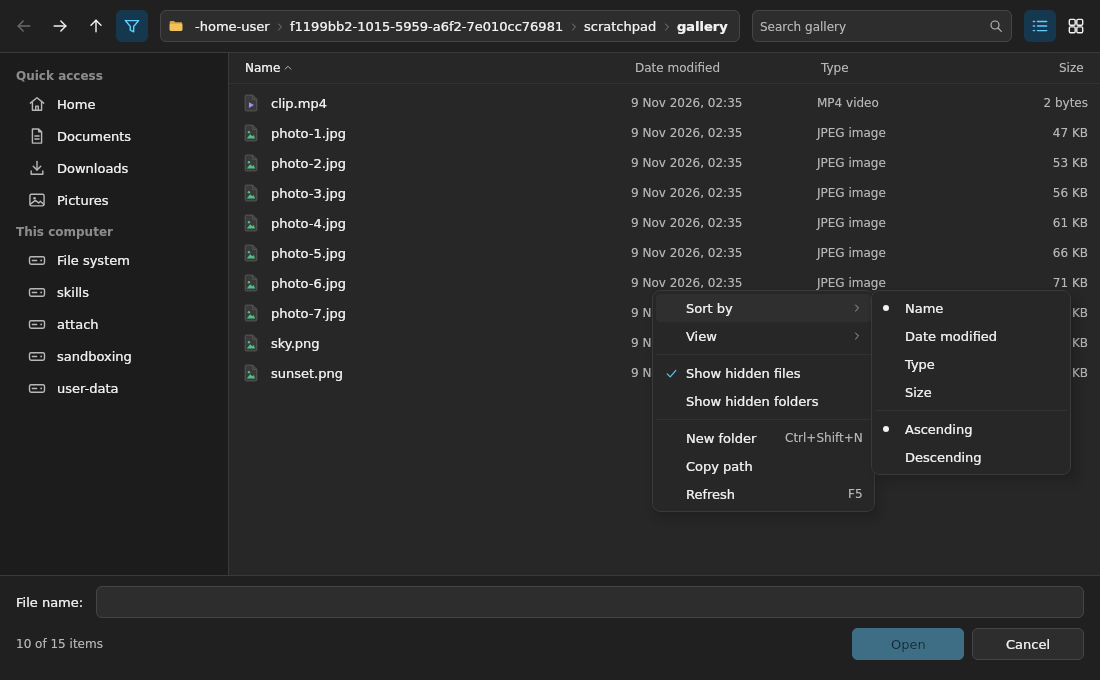 -home-user › f1199bb2-1015-5959-a6f2-7e010cc76981 › scratchpad › gallery
Search gallery
Quick access
Home
Documents
Downloads
Pictures
This computer
File system
skills
attach
sandboxing
user-data
Name Date modified Type Size
clip.mp4 9 Nov 2026, 02:35 MP4 video 2 bytes
photo-1.jpg 9 Nov 2026, 02:35 JPEG image 47 KB
photo-2.jpg 9 Nov 2026, 02:35 JPEG image 53 KB
photo-3.jpg 9 Nov 2026, 02:35 JPEG image 56 KB
photo-4.jpg 9 Nov 2026, 02:35 JPEG image 61 KB
photo-5.jpg 9 Nov 2026, 02:35 JPEG image 66 KB
photo-6.jpg 9 Nov 2026, 02:35 JPEG image 71 KB
photo-7.jpg 9 N KB
sky.png 9 N KB
sunset.png 9 N KB
Sort by
View
Show hidden files
Show hidden folders
New folder Ctrl+Shift+N
Copy path
Refresh F5
Name
Date modified
Type
Size
Ascending
Descending
File name:
10 of 15 items
Open
Cancel